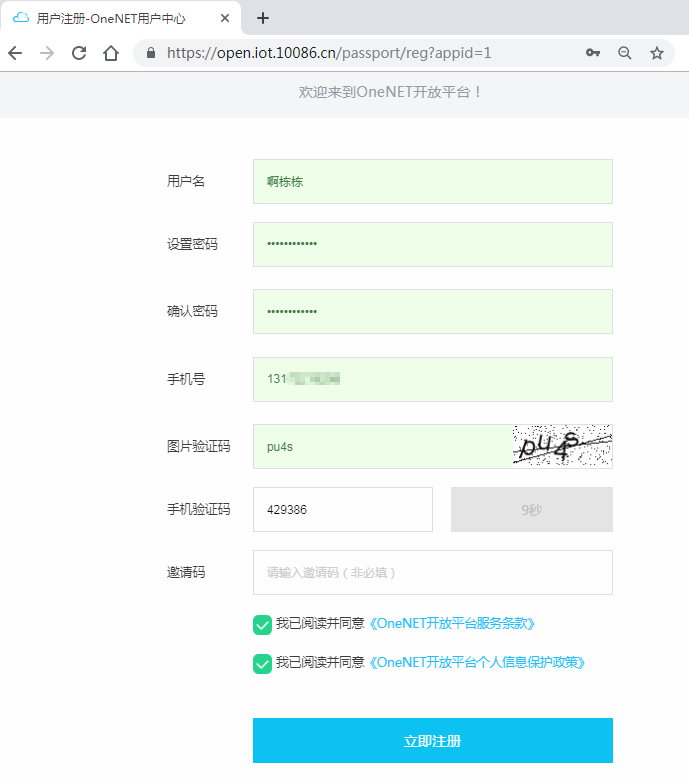 用户注册-OneNET用户中心
https://open.iot.10086.cn/passport/reg?appid=1
欢迎来到OneNET开放平台！
用户名 啊栋栋
设置密码 ••••••••••••
确认密码 ••••••••••••
手机号 131
图片验证码 pu4s pu4s
手机验证码 429386 9秒
邀请码 请输入邀请码（非必填）
我已阅读并同意《OneNET开放平台服务条款》
我已阅读并同意《OneNET开放平台个人信息保护政策》
立即注册